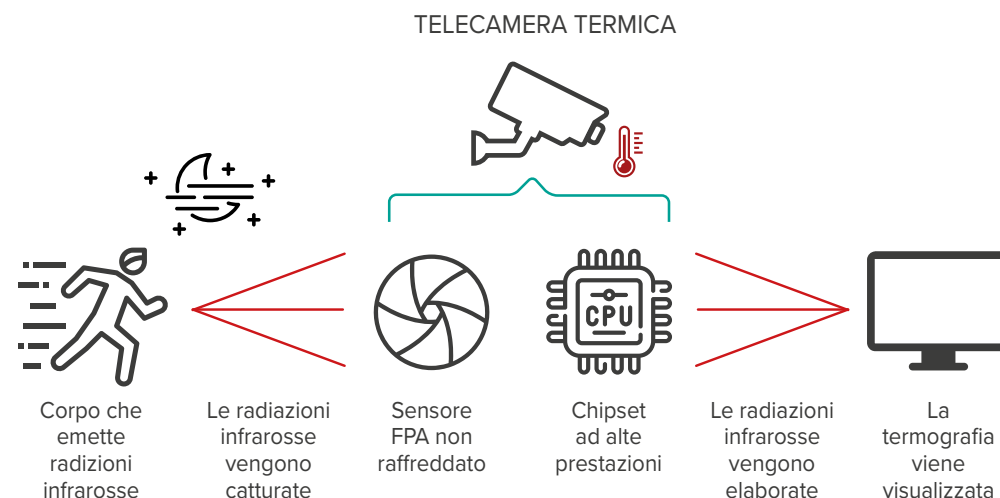 TELECAMERA TERMICA
CPU
Corpo che
emette
radizioni
infrarosse
Le radiazioni
infrarosse
vengono
catturate
Sensore
FPA non
raffreddato
Chipset
ad alte
prestazioni
Le radiazioni
infrarosse
vengono
elaborate
La
termografia
viene
visualizzata